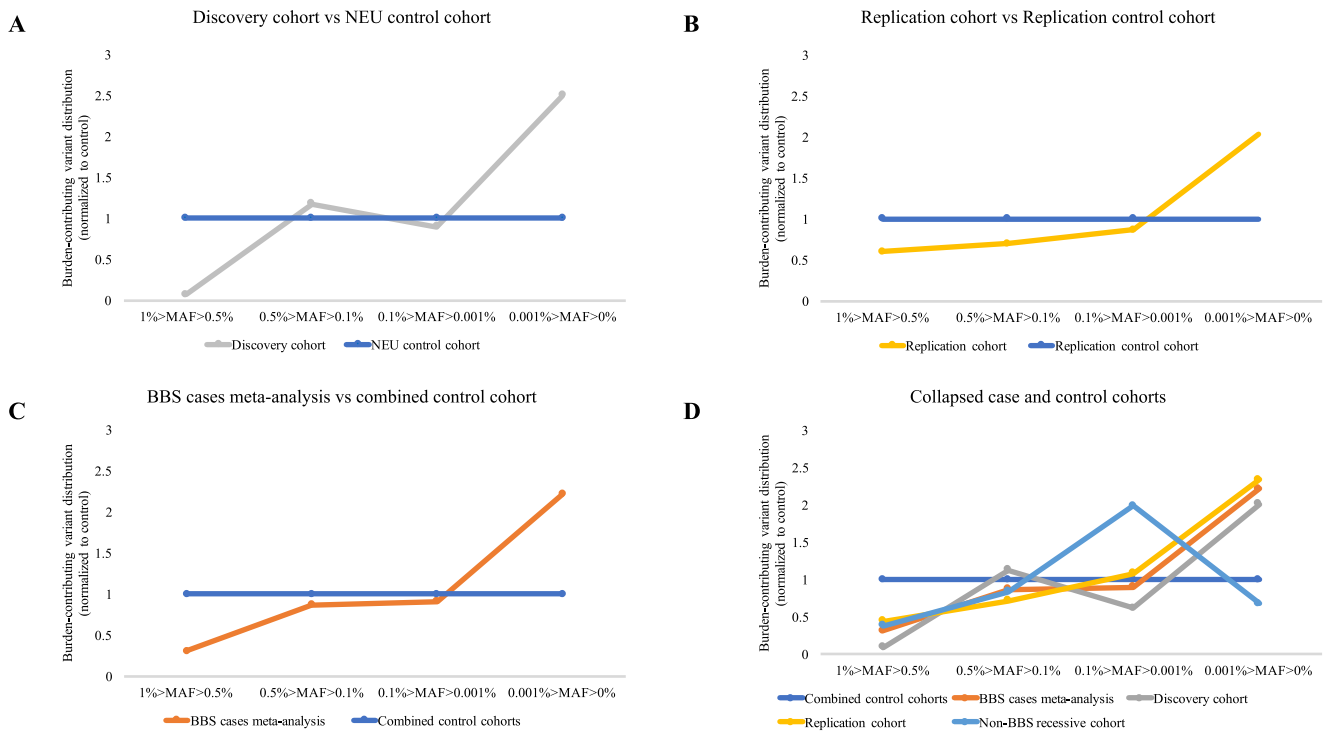 A
Discovery cohort vs NEU control cohort
Burden-contributing variant distribution
(normalized to control)
3
2.5
2
1.5
1
0.5
0
1%>MAF>0.5%
0.5%>MAF>0.1%
0.1%>MAF>0.001%
0.001%>MAF>0%
Discovery cohort
NEU control cohort
B
Replication cohort vs Replication control cohort
Burden-contributing variant distribution
(normalized to control)
3
2.5
2
1.5
1
0.5
0
1%>MAF>0.5%
0.5%>MAF>0.1%
0.1%>MAF>0.001%
0.001%>MAF>0%
Replication cohort
Replication control cohort
C
BBS cases meta-analysis vs combined control cohort
Burden-contributing variant distribution
(normalized to control)
3
2.5
2
1.5
1
0.5
0
1%>MAF>0.5%
0.5%>MAF>0.1%
0.1%>MAF>0.001%
0.001%>MAF>0%
BBS cases meta-analysis
Combined control cohorts
D
Collapsed case and control cohorts
Burden-contributing variant distribution
(normalized to control)
3
2.5
2
1.5
1
0.5
0
1%>MAF>0.5%
0.5%>MAF>0.1%
0.1%>MAF>0.001%
0.001%>MAF>0%
Combined control cohorts
BBS cases meta-analysis
Discovery cohort
Replication cohort
Non-BBS recessive cohort